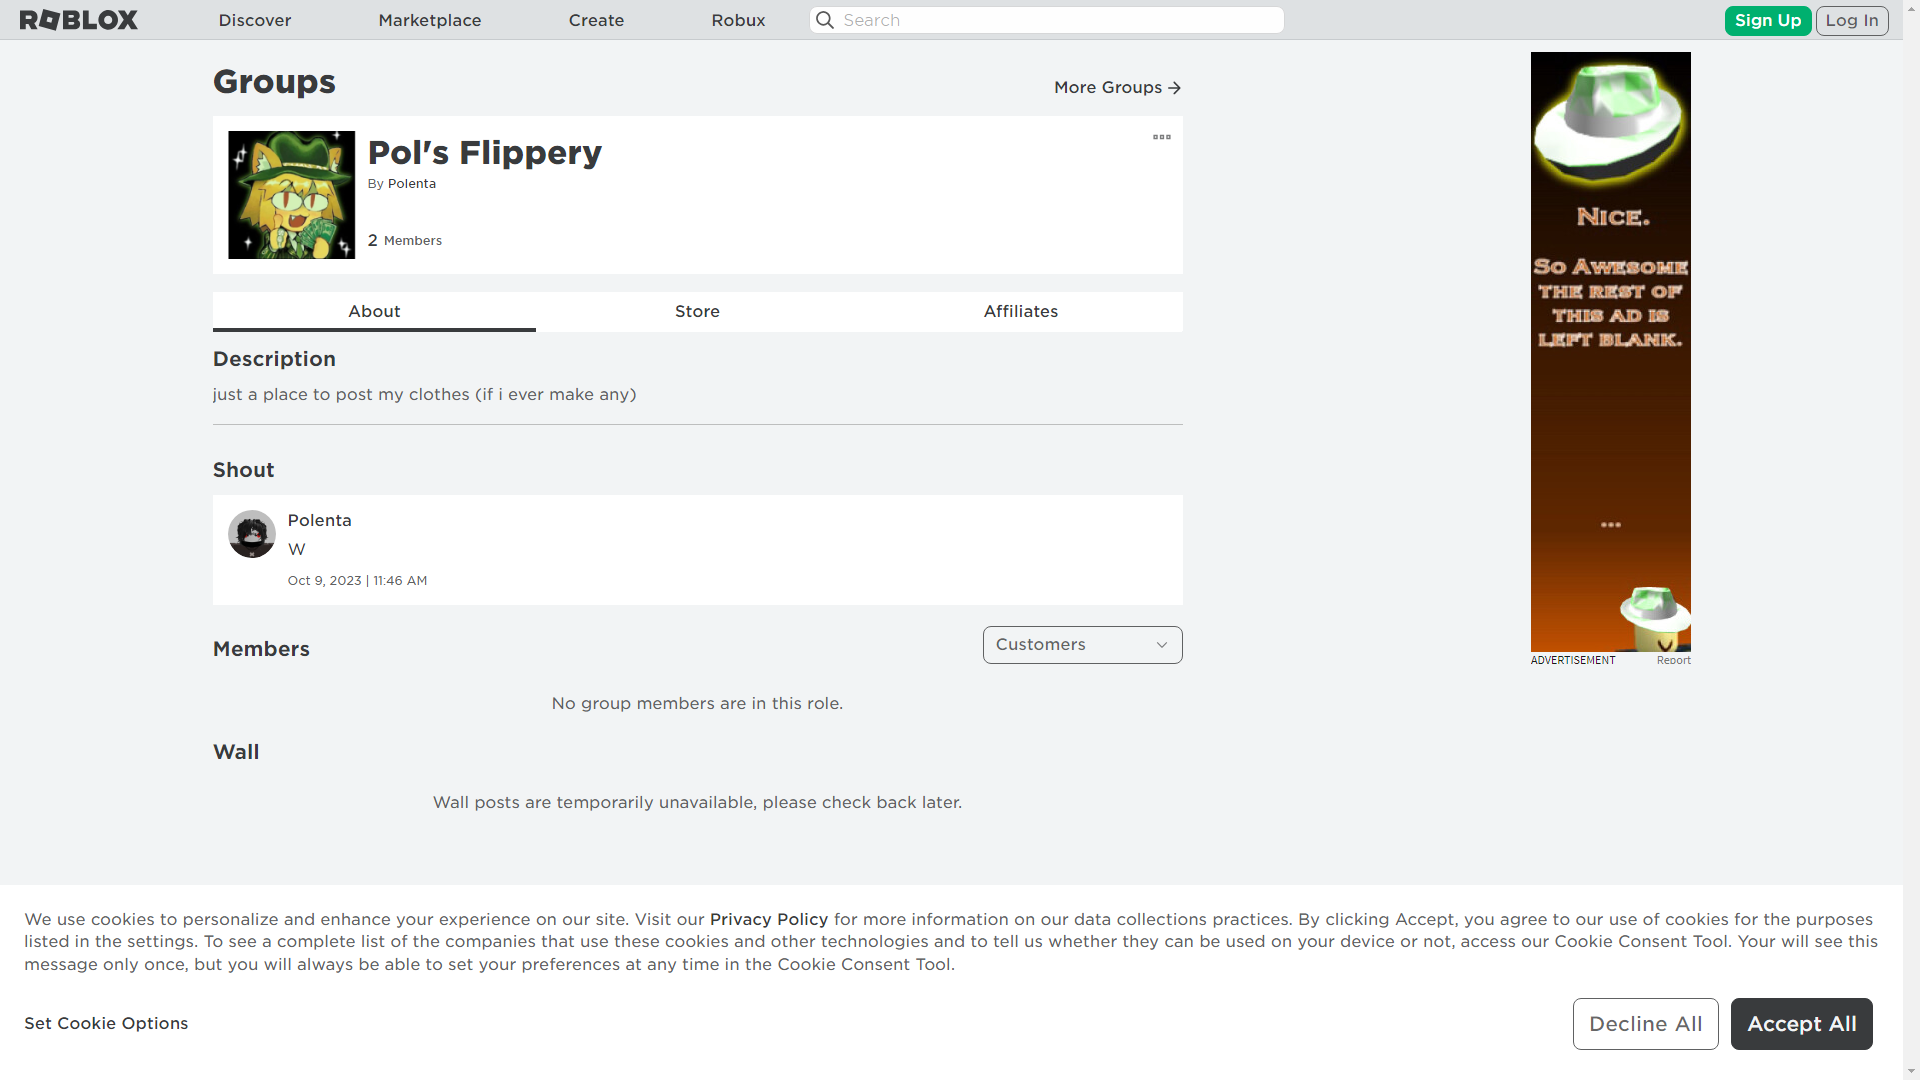 ROBLOX
Discover
Marketplace
Create
Robux
Search
Sign Up
Log In
Groups
More Groups
Pol's Flippery
By Polenta
2 Members
About
Store
Affiliates
Description
just a place to post my clothes (if i ever make any)
Shout
Polenta
W
Oct 9, 2023 | 11:46 AM
Members
Customers
No group members are in this role.
Wall
Wall posts are temporarily unavailable, please check back later.
NICE.
SO AWESOME
THE REST OF
THIS AD IS
LEFT BLANK.
...
ADVERTISEMENT
Report
We use cookies to personalize and enhance your experience on our site. Visit our Privacy Policy for more information on our data collections practices. By clicking Accept, you agree to our use of cookies for the purposes
listed in the settings. To see a complete list of the companies that use these cookies and other technologies and to tell us whether they can be used on your device or not, access our Cookie Consent Tool. Your will see this
message only once, but you will always be able to set your preferences at any time in the Cookie Consent Tool.
Set Cookie Options
Decline All
Accept All